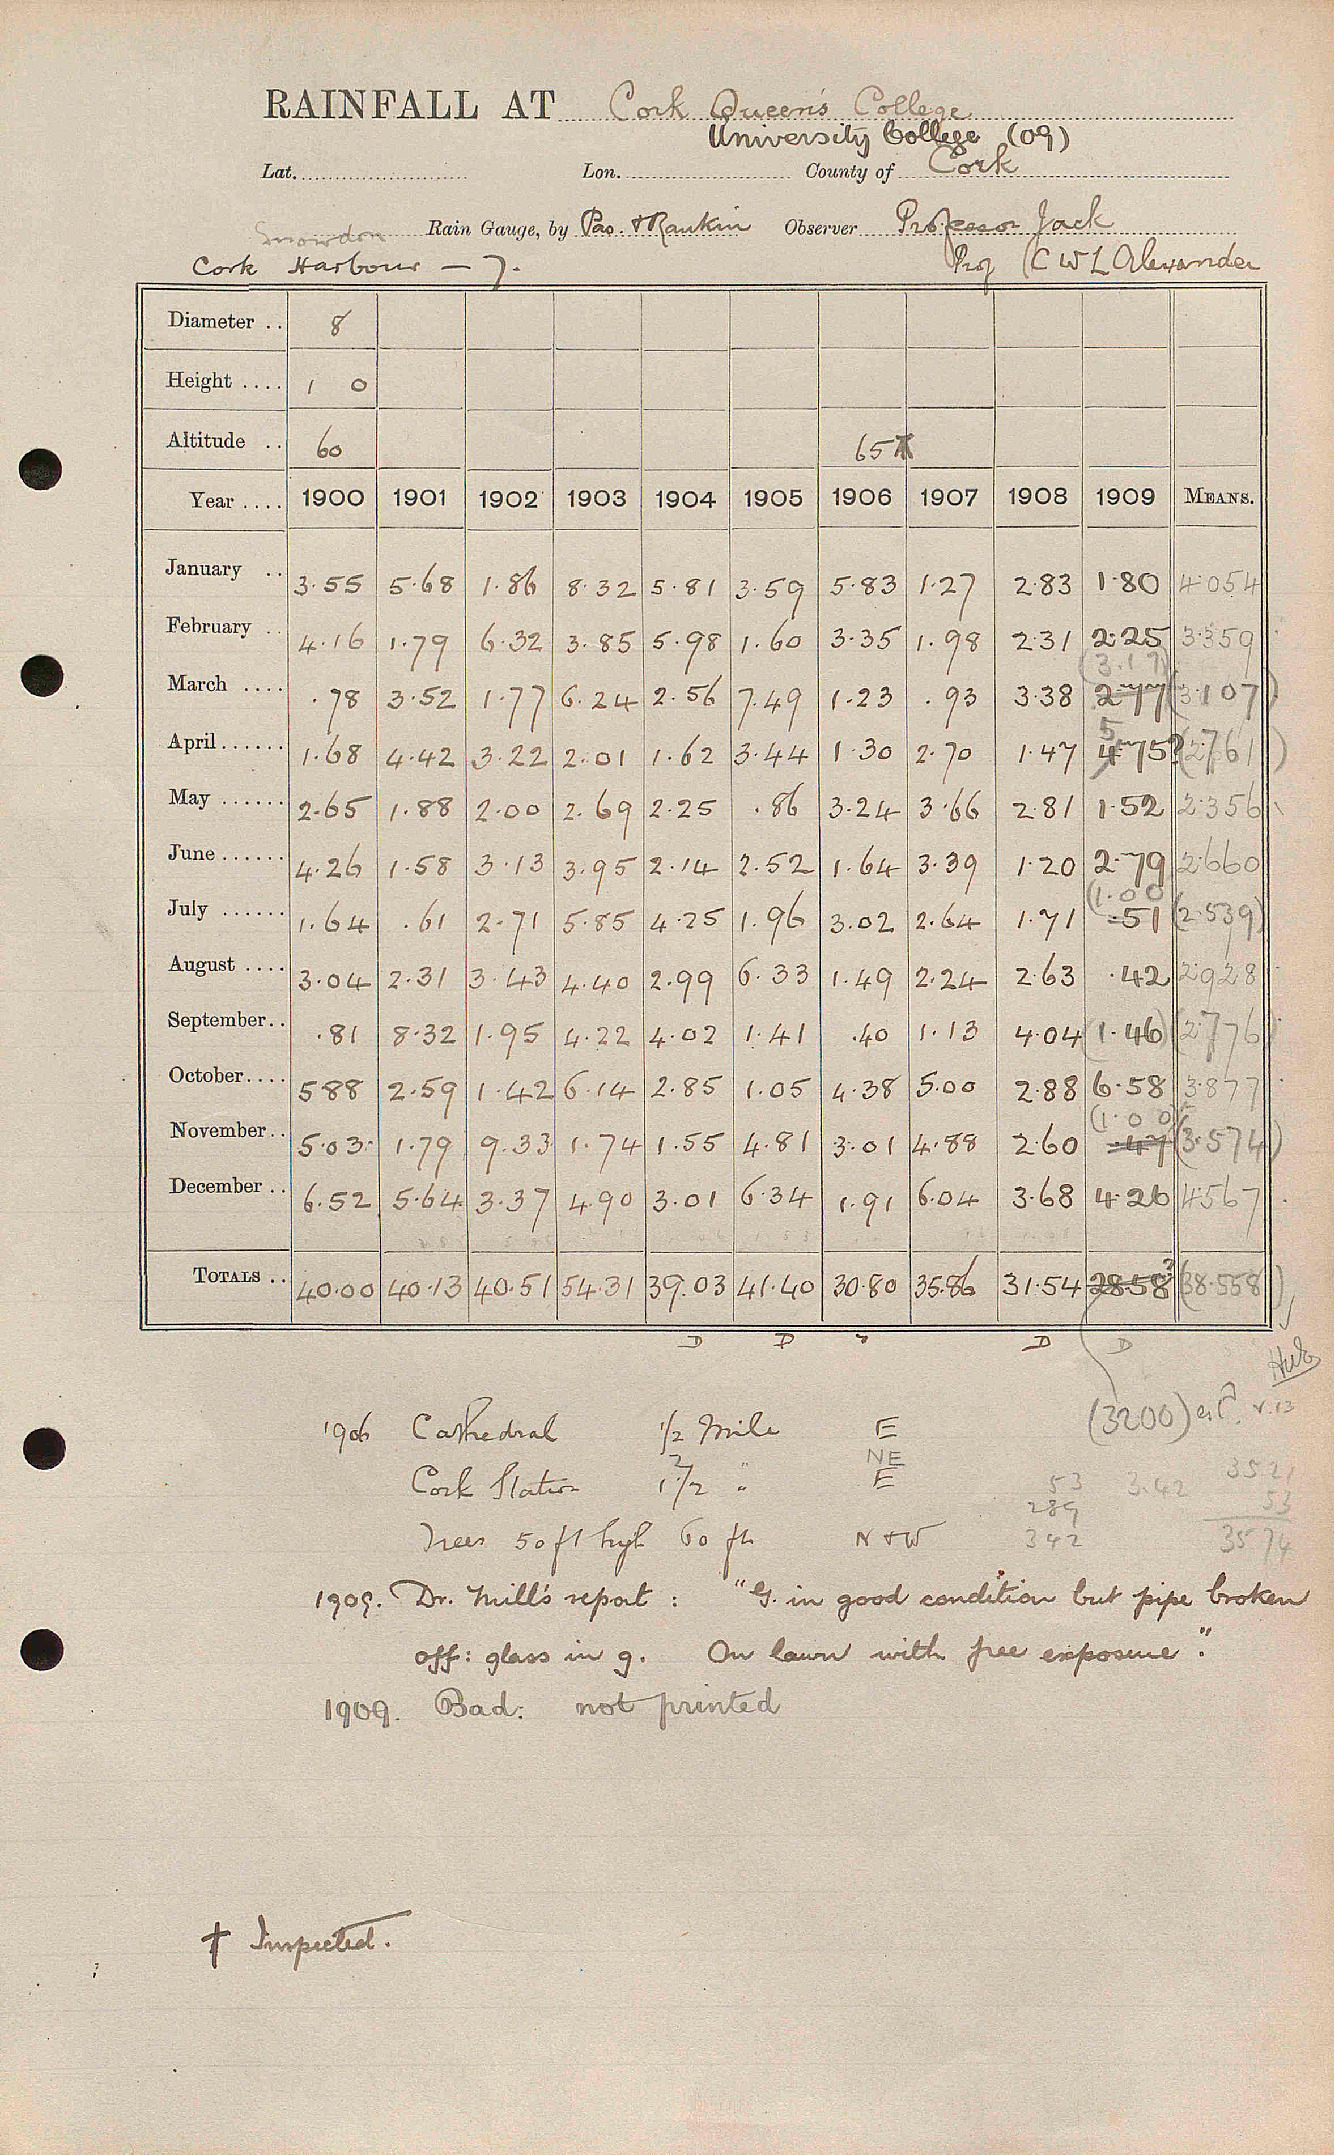 RAINFALL AT Cork Queen's College
University College (09)
Lat. Lon. County of Cork
Snowdon Rain Gauge, by Pas. & Rankin Observer Professor Jack
Cork Harbour — 7. Prof (C W L Alexander
Diameter .. 8
Height .... 1 0
Altitude .. 60 65
Year .... 1900 1901 1902 1903 1904 1905 1906 1907 1908 1909 MEANS.
January .. 3.55 5.68 1.86 8.32 5.81 3.59 5.83 1.27 2.83 1.80 4.054
February .. 4.16 1.79 6.32 3.85 5.98 1.60 3.35 1.98 2.31 2.25 3.359
(3.17)
March .... .78 3.52 1.77 6.24 2.56 7.49 1.23 .93 3.38 2.77 (3.107)
5
April ...... 1.68 4.42 3.22 2.01 1.62 3.44 1.30 2.70 1.47 4.75? (2.761)
May ...... 2.65 1.88 2.00 2.69 2.25 .86 3.24 3.66 2.81 1.52 2.356
June ...... 4.26 1.58 3.13 3.95 2.14 2.52 1.64 3.39 1.20 2.79 2.660
(1.00)
July ...... 1.64 .61 2.71 5.85 4.25 1.96 3.02 2.64 1.71 .51 (2.539)
August .... 3.04 2.31 3.43 4.40 2.99 6.33 1.49 2.24 2.63 .42 2.928
September.. .81 8.32 1.95 4.22 4.02 1.41 .40 1.13 4.04 (1.46) (2.776)
October.... 5.88 2.59 1.42 6.14 2.85 1.05 4.38 5.00 2.88 6.58 3.877
(1.00)
November.. 5.03 1.79 9.33 1.74 1.55 4.81 3.01 4.88 2.60 .47 (3.574)
December .. 6.52 5.64 3.37 4.90 3.01 6.34 1.91 6.04 3.68 4.26 4.567
TOTALS .. 40.00 40.13 40.51 54.31 39.03 41.40 30.80 35.86 31.54 28.58? (38.558)
D D " D D
(3200) est.
1906 Cathedral 1/2 Mile E
NE
Cork Station 1 1/2 " E
53 3.42 3521
289 53
Trees 50 ft high 60 ft N & W 342 3574
1909. Dr. Mill's report : "G. in good condition but pipe broken
off: glass in g. On lawn with free exposure".
1909. Bad: not printed
† Inspected.